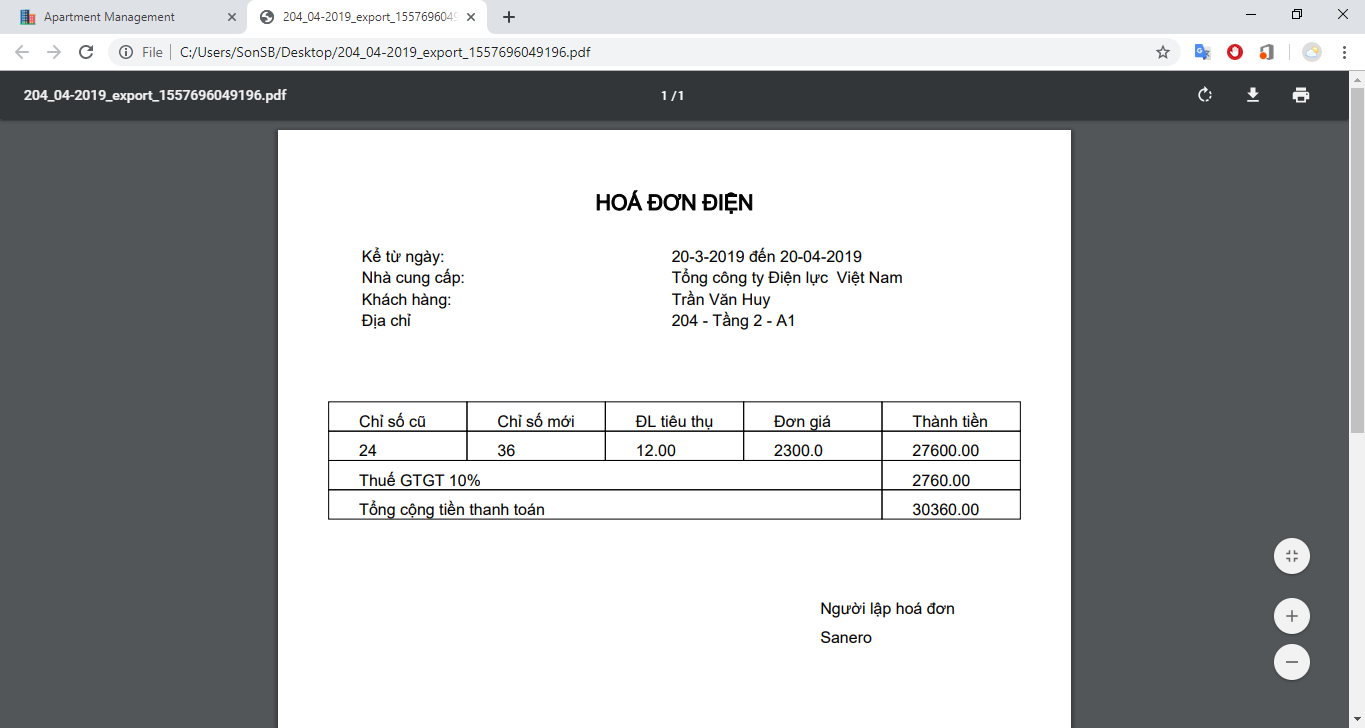 Apartment Management
204_04-2019_export_1557696049
File
C:/Users/SonSB/Desktop/204_04-2019_export_1557696049196.pdf
204_04-2019_export_1557696049196.pdf
1 / 1
HOÁ ĐƠN ĐIỆN
Kể từ ngày: 20-3-2019 đến 20-04-2019
Nhà cung cấp: Tổng công ty Điện lực Việt Nam
Khách hàng: Trần Văn Huy
Địa chỉ 204 - Tầng 2 - A1
Chỉ số cũ Chỉ số mới ĐL tiêu thụ Đơn giá Thành tiền
24 36 12.00 2300.0 27600.00
Thuế GTGT 10% 2760.00
Tổng cộng tiền thanh toán 30360.00
Người lập hoá đơn
Sanero